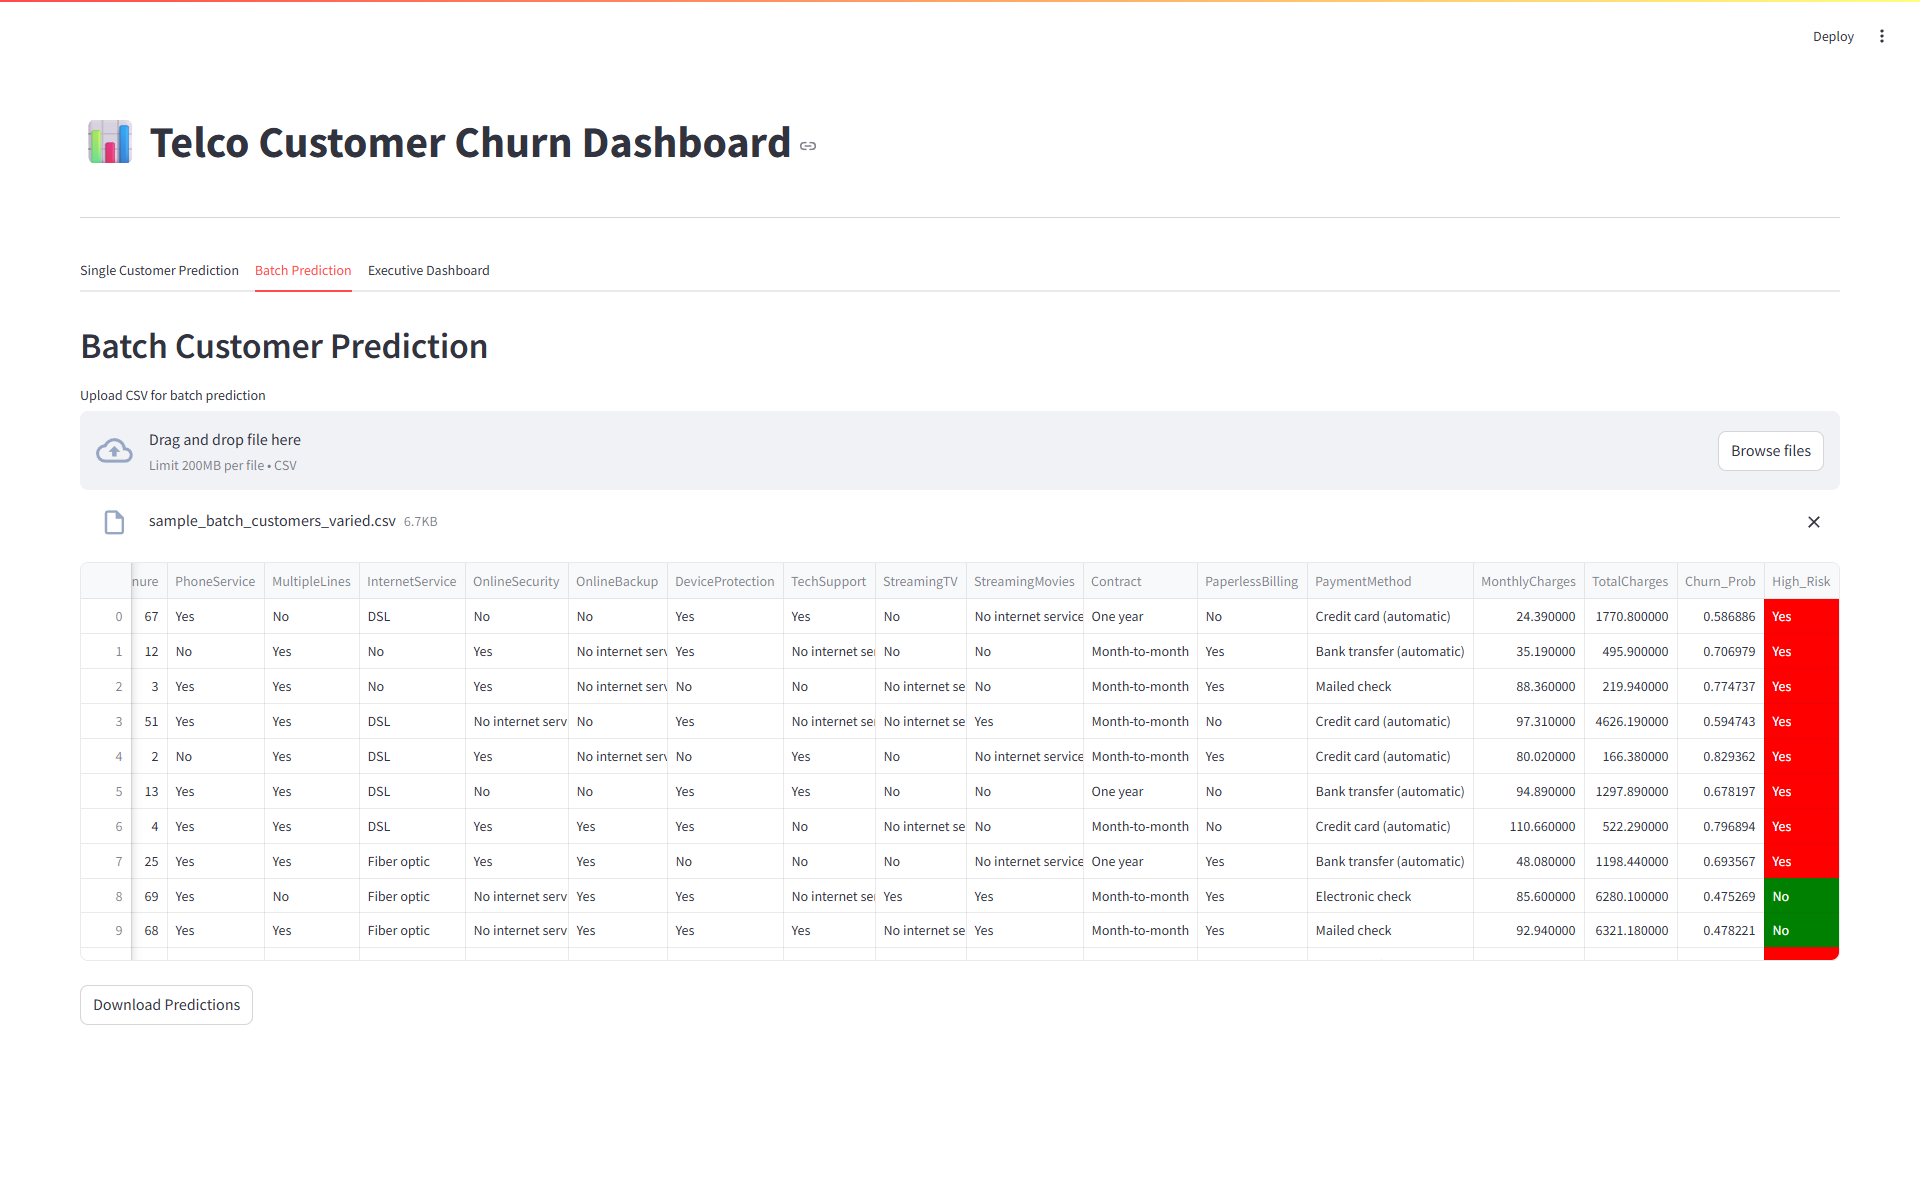 Deploy
Telco Customer Churn Dashboard
Single Customer Prediction Batch Prediction Executive Dashboard
Batch Customer Prediction
Upload CSV for batch prediction
Drag and drop file here
Limit 200MB per file • CSV
Browse files
sample_batch_customers_varied.csv 6.7KB
nure PhoneService MultipleLines InternetService OnlineSecurity OnlineBackup DeviceProtection TechSupport StreamingTV StreamingMovies Contract PaperlessBilling PaymentMethod MonthlyCharges TotalCharges Churn_Prob High_Risk
0 67 Yes No DSL No No Yes Yes No No internet service One year No Credit card (automatic) 24.390000 1770.800000 0.586886 Yes
1 12 No Yes No Yes No internet serv Yes No internet se No No Month-to-month Yes Bank transfer (automatic) 35.190000 495.900000 0.706979 Yes
2 3 Yes Yes No Yes No internet serv No No No internet se No Month-to-month Yes Mailed check 88.360000 219.940000 0.774737 Yes
3 51 Yes Yes DSL No internet serv No Yes No internet se No internet se Yes Month-to-month No Credit card (automatic) 97.310000 4626.190000 0.594743 Yes
4 2 No Yes DSL Yes No internet serv No Yes No No internet service Month-to-month Yes Credit card (automatic) 80.020000 166.380000 0.829362 Yes
5 13 Yes Yes DSL No No Yes Yes No No One year No Bank transfer (automatic) 94.890000 1297.890000 0.678197 Yes
6 4 Yes Yes DSL Yes Yes Yes No No internet se No Month-to-month No Credit card (automatic) 110.660000 522.290000 0.796894 Yes
7 25 Yes Yes Fiber optic Yes Yes No No No No internet service One year Yes Bank transfer (automatic) 48.080000 1198.440000 0.693567 Yes
8 69 Yes No Fiber optic No internet serv Yes Yes No internet se Yes Yes Month-to-month Yes Electronic check 85.600000 6280.100000 0.475269 No
9 68 Yes Yes Fiber optic No internet serv Yes Yes Yes No internet se Yes Month-to-month Yes Mailed check 92.940000 6321.180000 0.478221 No
Download Predictions